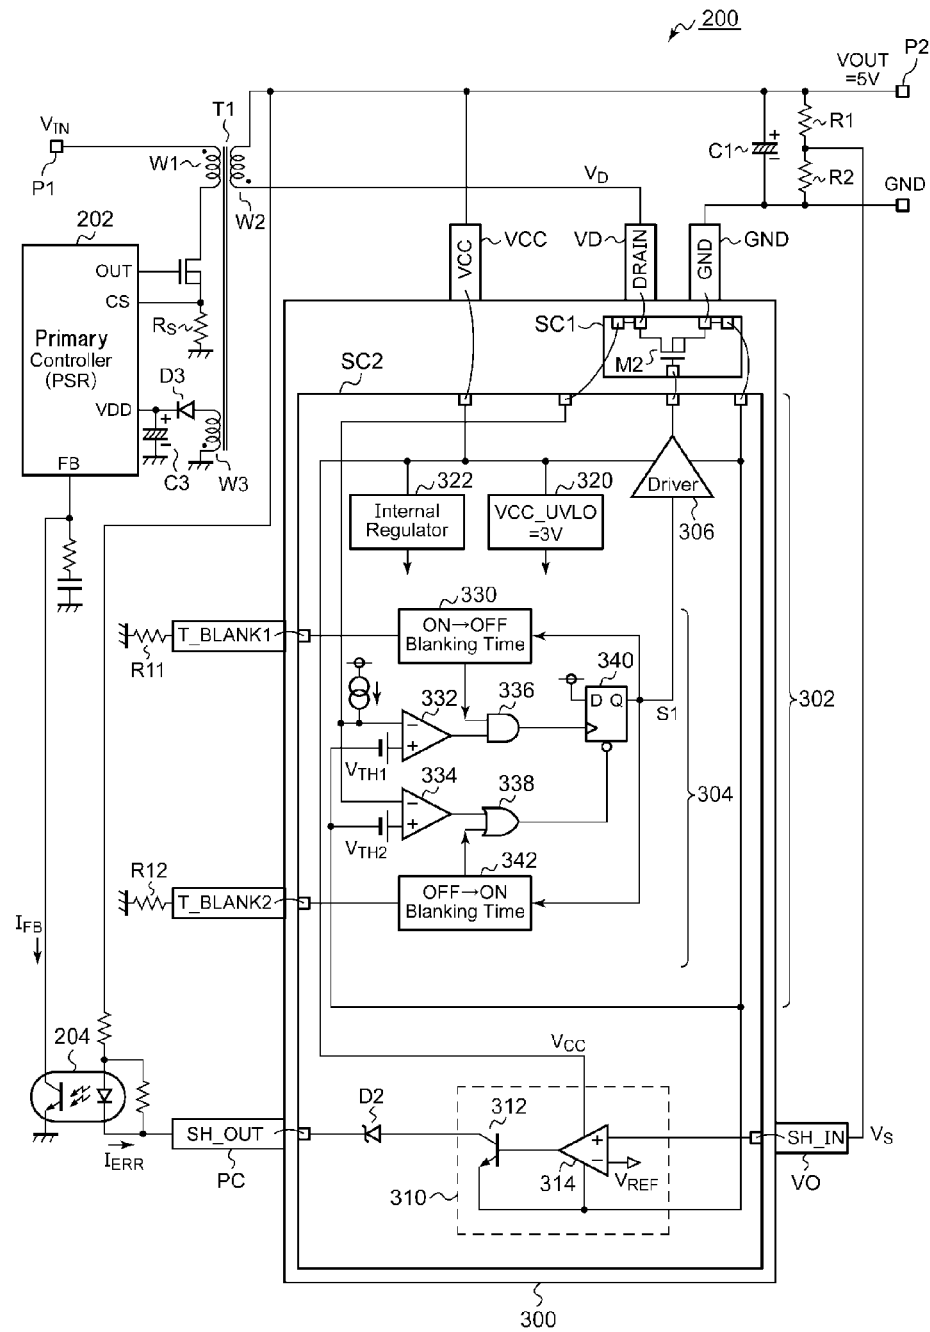 200
VOUT
=5V
P2
VIN
P1
T1
W1
W2
VD
C1
R1
R2
GND
202
OUT
CS
Primary
Controller
(PSR)
VDD
FB
RS
D3
C3
W3
VCC
VCC
VD
DRAIN
GND
GND
SC1
M2
SC2
322
Internal
Regulator
320
VCC_UVLO
=3V
Driver
306
330
ON→OFF
Blanking Time
T_BLANK1
R11
332
336
340
D Q
S1
302
VTH1
334
338
304
VTH2
342
OFF→ON
Blanking Time
R12
T_BLANK2
IFB
204
VCC
D2
312
SH_OUT
PC
IERR
310
314
VREF
SH_IN
VO
VS
300